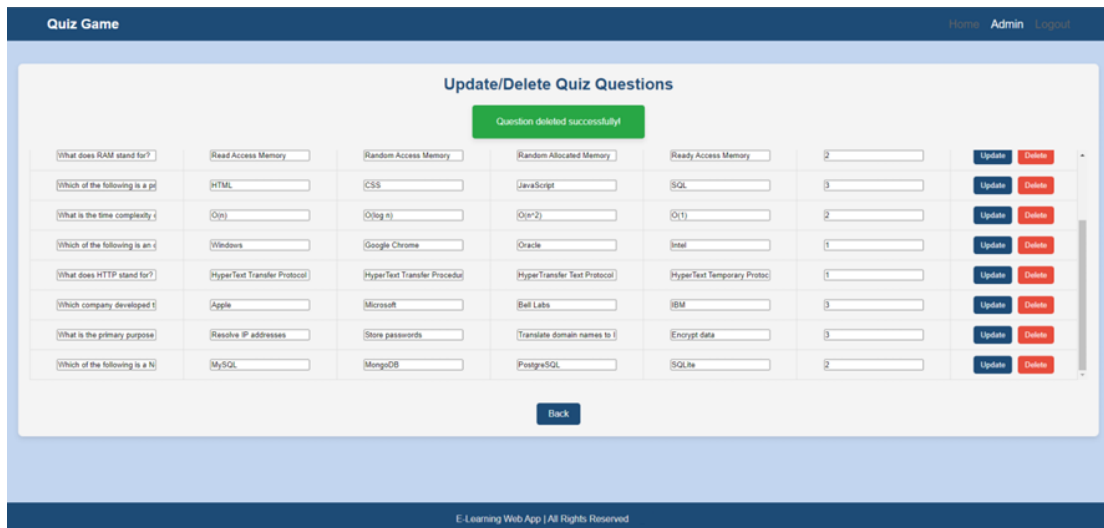 Quiz Game Home Admin Logout
Update/Delete Quiz Questions
Question deleted successfully!
What does RAM stand for? Read Access Memory Random Access Memory Random Allocated Memory Ready Access Memory 2 Update Delete
Which of the following is a HTML CSS JavaScript SQL 3 Update Delete
What is the time complexity O(n) O(log n) O(n^2) O(1) 2 Update Delete
Which of the following is an Windows Google Chrome Oracle Intel 1 Update Delete
What does HTTP stand for? HyperText Transfer Protocol HyperText Transfer Procedu HyperTransfer Text Protocol HyperText Temporary Protoc 1 Update Delete
Which company developed t Apple Microsoft Bell Labs IBM 3 Update Delete
What is the primary purpose Resolve IP addresses Store passwords Translate domain names to Encrypt data 3 Update Delete
Which of the following is a N MySQL MongoDB PostgreSQL SQLite 2 Update Delete
Back
E-Learning Web App | All Rights Reserved